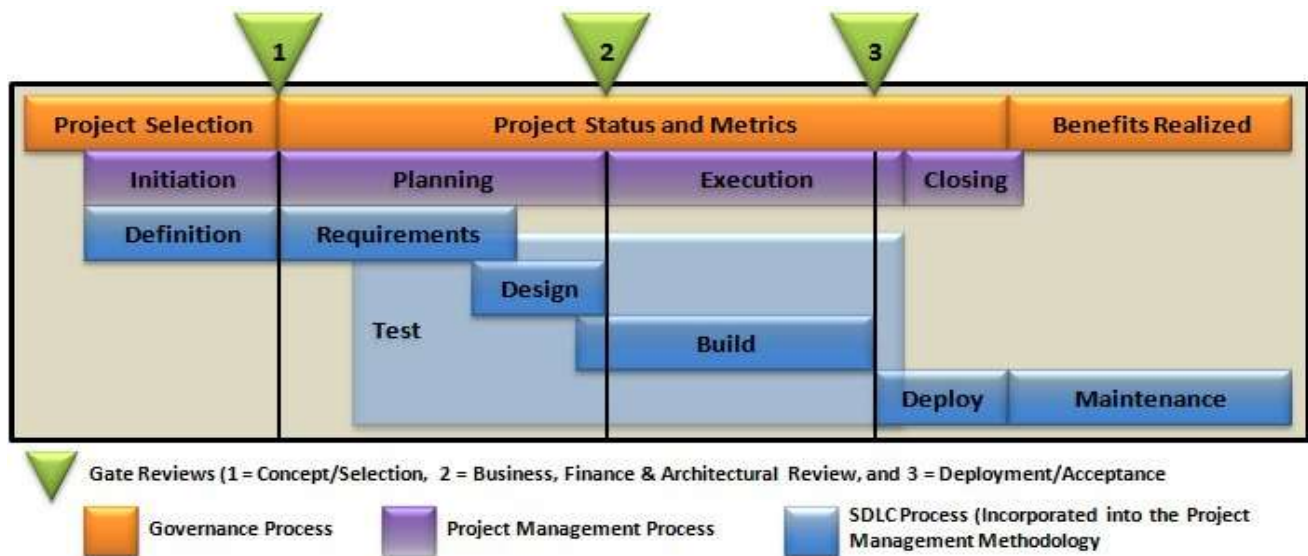 1 2 3
Project Selection Project Status and Metrics Benefits Realized
Initiation Planning Execution Closing
Definition Requirements
Design
Test
Build
Deploy Maintenance
Gate Reviews (1 = Concept/Selection, 2 = Business, Finance & Architectural Review, and 3 = Deployment/Acceptance
Governance Process Project Management Process SDLC Process (Incorporated into the Project
Management Methodology